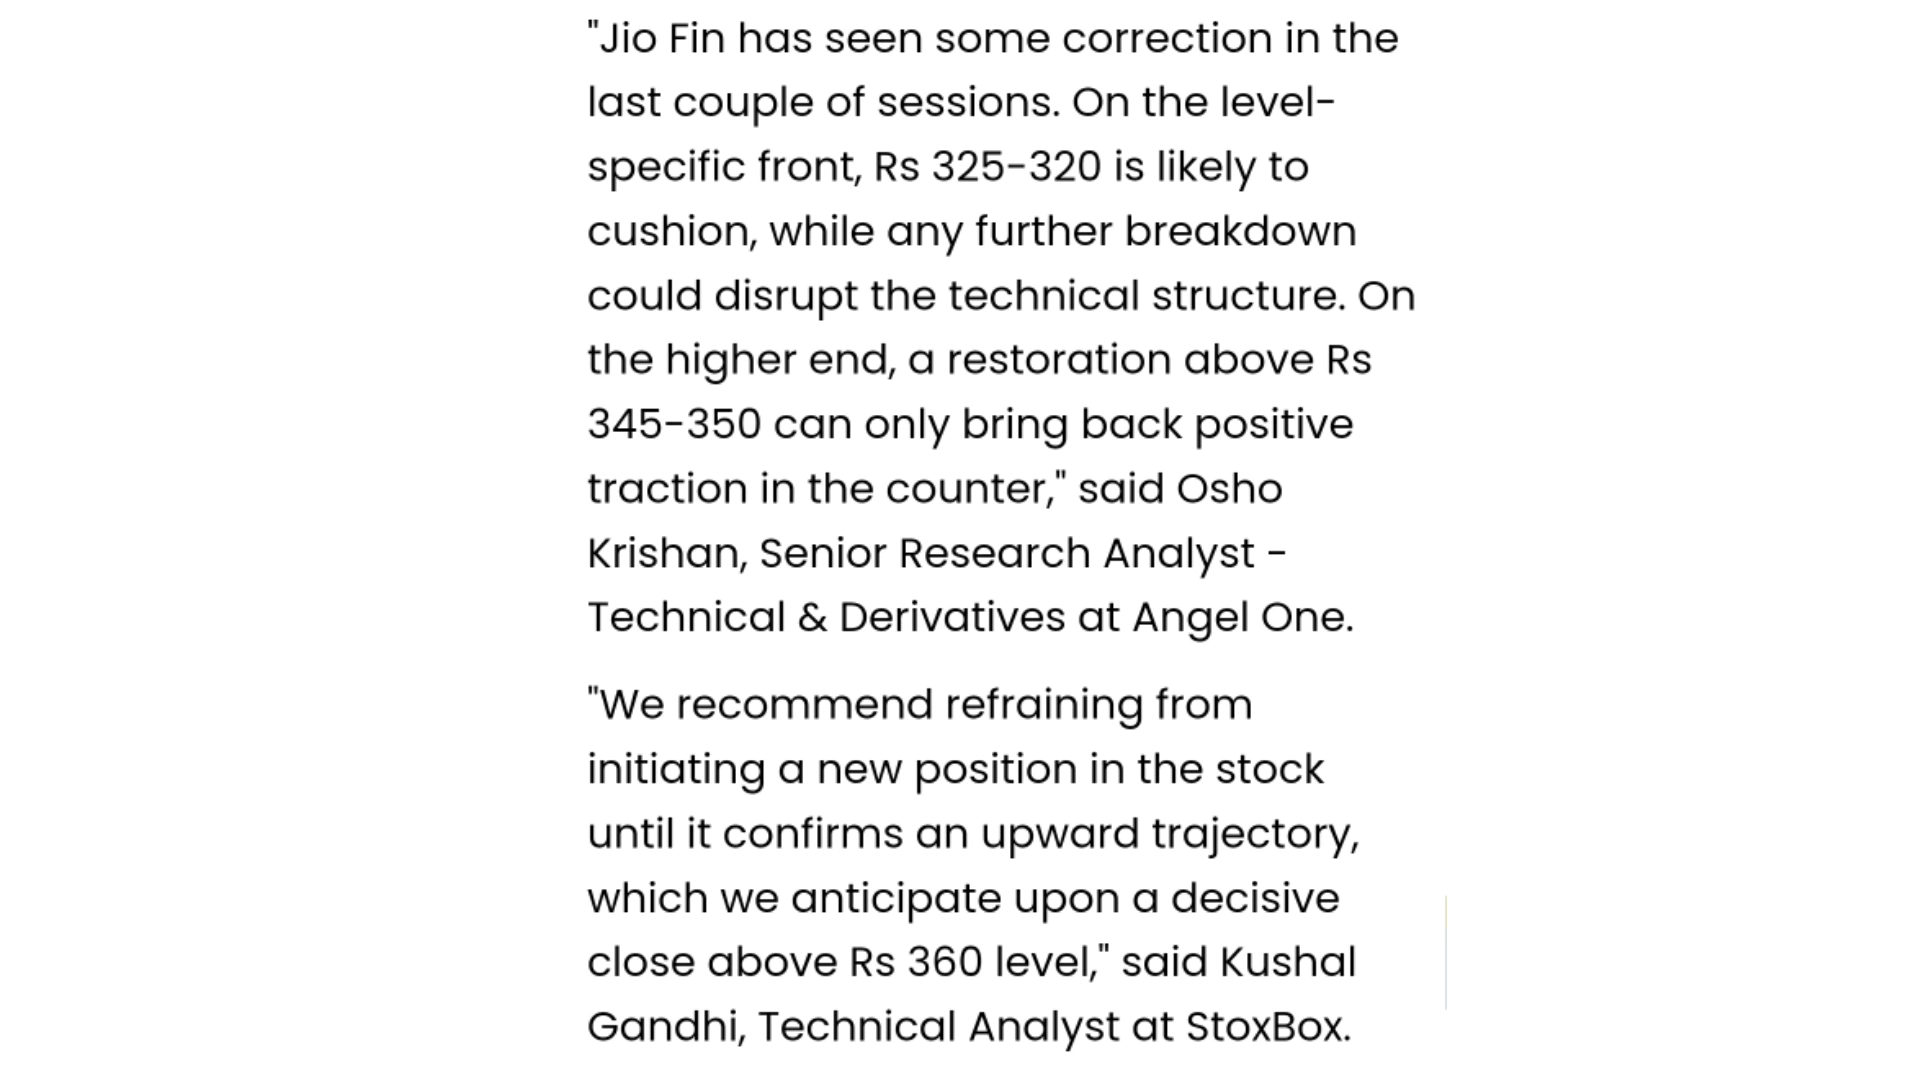 "Jio Fin has seen some correction in the
last couple of sessions. On the level-
specific front, Rs 325-320 is likely to
cushion, while any further breakdown
could disrupt the technical structure. On
the higher end, a restoration above Rs
345-350 can only bring back positive
traction in the counter," said Osho
Krishan, Senior Research Analyst -
Technical & Derivatives at Angel One.
"We recommend refraining from
initiating a new position in the stock
until it confirms an upward trajectory,
which we anticipate upon a decisive
close above Rs 360 level," said Kushal
Gandhi, Technical Analyst at StoxBox.